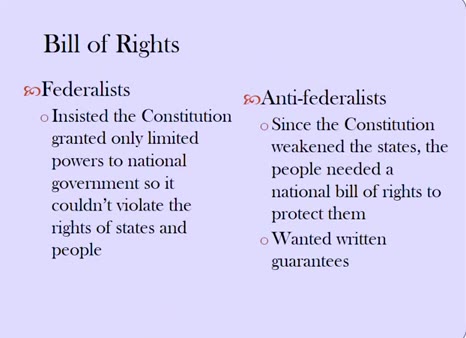 Bill of Rights
Federalists
Insisted the Constitution
granted only limited
powers to national
government so it
couldn't violate the
rights of states and
people
Anti-federalists
Since the Constitution
weakened the states, the
people needed a
national bill of rights to
protect them
Wanted written
guarantees